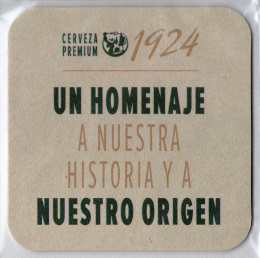 CERVEZA 1924
PREMIUM
UN HOMENAJE
A NUESTRA
HISTORIA Y A
NUESTRO ORIGEN